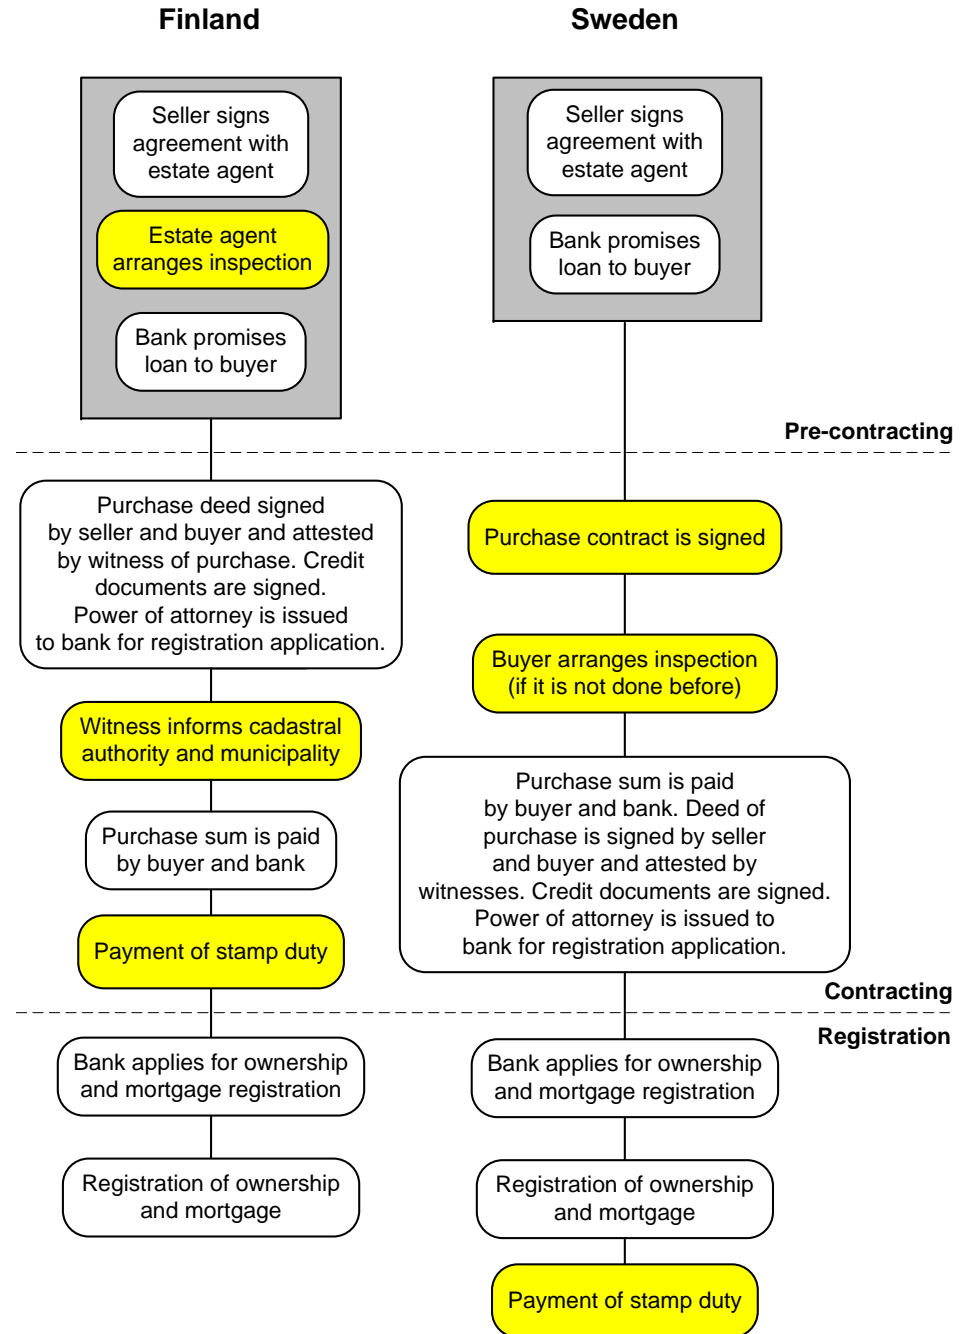 Finland
Sweden
Seller signs
agreement with
estate agent
Estate agent
arranges inspection
Bank promises
loan to buyer
Seller signs
agreement with
estate agent
Bank promises
loan to buyer
Pre-contracting
Purchase deed signed
by seller and buyer and attested
by witness of purchase. Credit
documents are signed.
Power of attorney is issued
to bank for registration application.
Witness informs cadastral
authority and municipality
Purchase sum is paid
by buyer and bank
Payment of stamp duty
Purchase contract is signed
Buyer arranges inspection
(if it is not done before)
Purchase sum is paid
by buyer and bank. Deed of
purchase is signed by seller
and buyer and attested by
witnesses. Credit documents are signed.
Power of attorney is issued to
bank for registration application.
Contracting
Registration
Bank applies for ownership
and mortgage registration
Registration of ownership
and mortgage
Bank applies for ownership
and mortgage registration
Registration of ownership
and mortgage
Payment of stamp duty